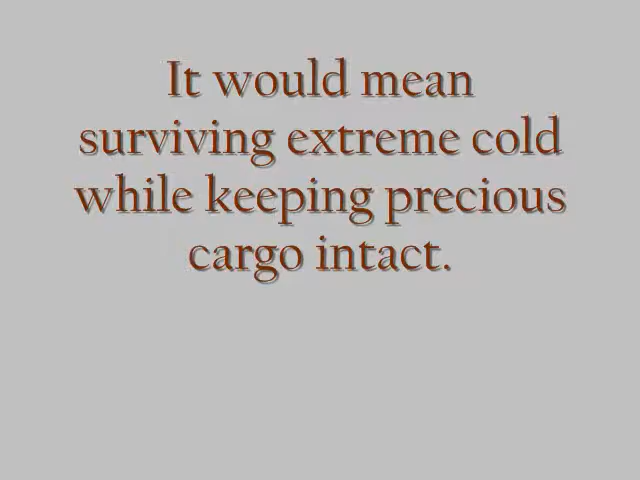 It would mean
surviving extreme cold
while keeping precious
cargo intact.